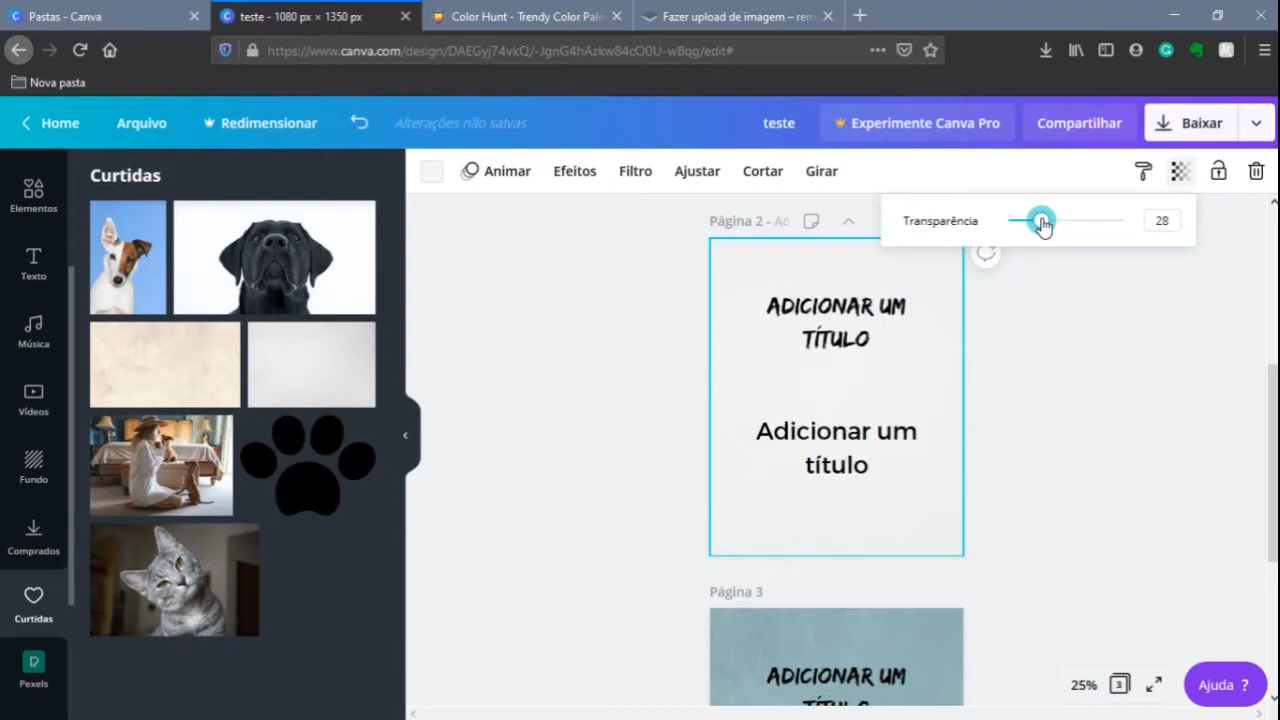 Pastas - Canva
teste - 1080 px × 1350 px
Color Hunt - Trendy Color Pale
Fazer upload de imagem – rem
https://www.canva.com/design/DAEGyj74vkQ/-JgnG4hAzkw84cO0U-wBqg/edit#
Nova pasta
Home
Arquivo
Redimensionar
Alterações não salvas
teste
Experimente Canva Pro
Compartilhar
Baixar
Elementos
Texto
Música
Vídeos
Fundo
Comprados
Curtidas
Pexels
Curtidas
Animar
Efeitos
Filtro
Ajustar
Cortar
Girar
Transparência
28
Página 2 - Ad
ADICIONAR UM
TÍTULO
Adicionar um
título
Página 3
ADICIONAR UM
TÍTULO
25%
3
Ajuda ?